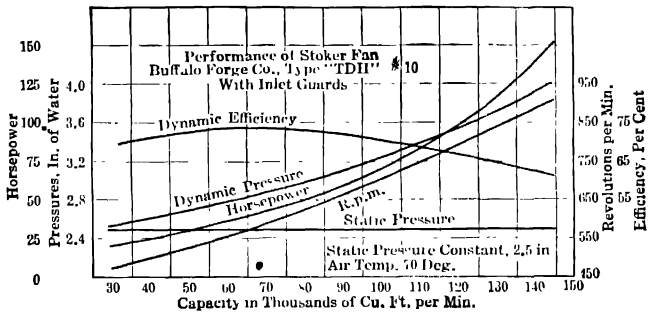 Performance of Stoker Fan
Buffalo Forge Co., Type "TDH" # 10
With Inlet Guards
Dynamic Efficiency
Dynamic Pressure
Horsepower
R.p.m.
Static Pressure
Static Pressure Constant, 2,5 in
Air Temp. 70 Deg.
Horsepower
150
125
100
75
50
25
0
Pressures, In. of Water
4,0
3,6
3,2
2,8
2,4
Revolutions per Min.
950
850
750
650
550
450
Efficiency, Per Cent
75
65
55
30 40 50 60 70 80 90 100 110 120 130 140 150
Capacity in Thousands of Cu. Ft. per Min.